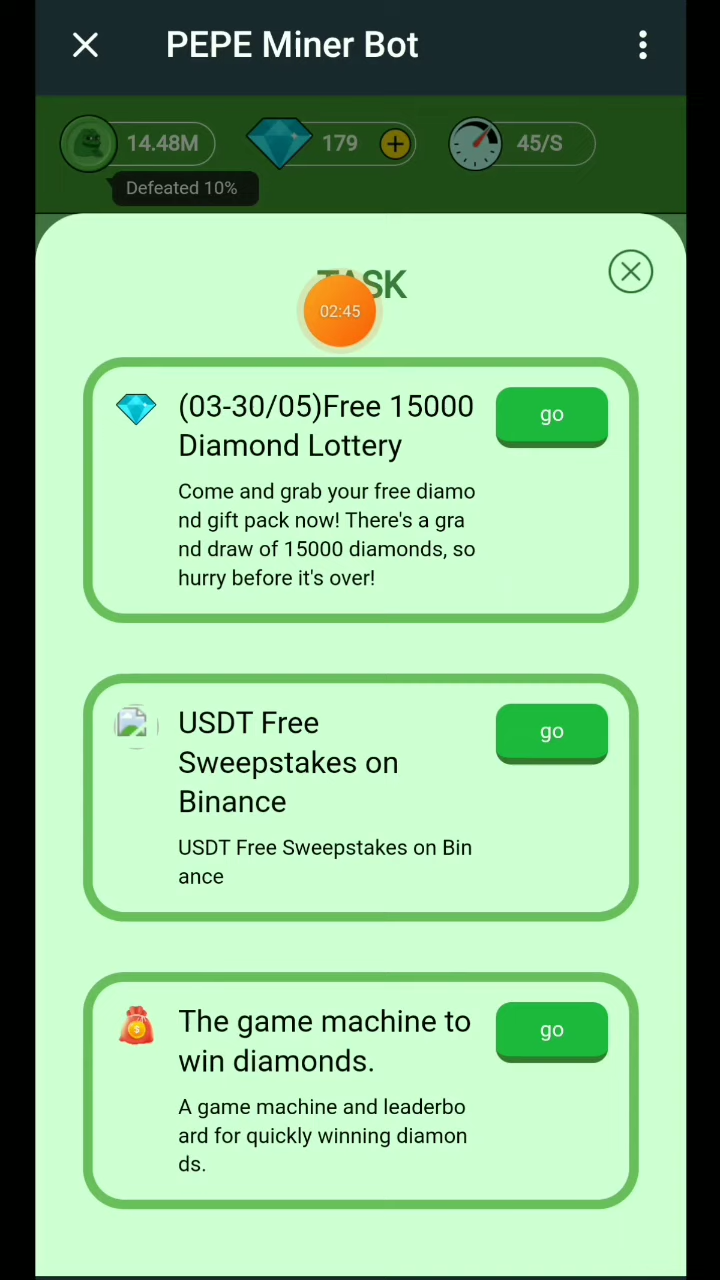 PEPE Miner Bot
14.48M
179
45/S
Defeated 10%
TASK
02:45
(03-30/05)Free 15000
Diamond Lottery
go
Come and grab your free diamo
nd gift pack now! There's a gra
nd draw of 15000 diamonds, so
hurry before it's over!
USDT Free
Sweepstakes on
Binance
go
USDT Free Sweepstakes on Bin
ance
The game machine to
win diamonds.
go
A game machine and leaderbo
ard for quickly winning diamon
ds.